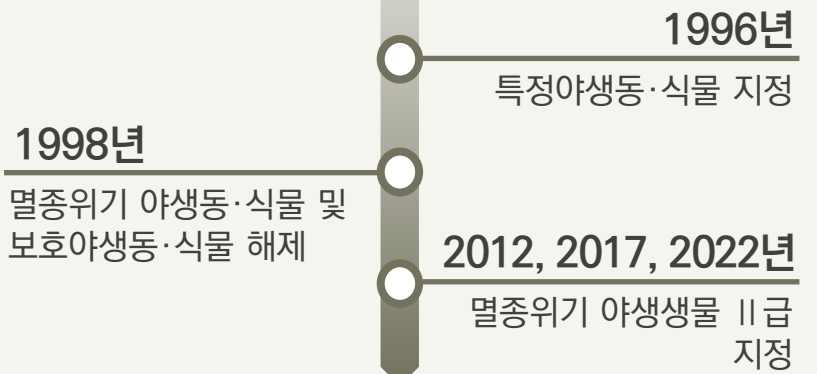 1996년
특정야생동·식물 지정
1998년
멸종위기 야생동·식물 및
보호야생동·식물 해제
2012, 2017, 2022년
멸종위기 야생생물 Ⅱ급
지정